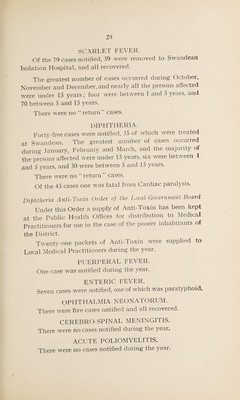 29
SCARLET FEVER.
Of the 79 cases notified, 59 were removed to Swandean
Isolation Hospital, and all recovered.
The greatest number of cases occurred during October,
November and December, and nearly all the persons affected
were under 15 years; four were between 1 and 5 years, and
70 between 5 and 15 years.
There were no “return” cases.
DIPHTHERIA.
Forty-five cases were notified, 35 of which were treated
at Swandean. The greatest number of cases occurred
during January, February and March, and the majority of
the persons affected were under 15 years, six were between 1
and 5 years, and 30 were between 5 and 15 years.
There were no “return” cases.
Of the 45 cases one was fatal from Cardiac paralysis.
Diphtheria Anti-Toxin Order of the Local Government Board
Under this Order a supply of Anti-Toxin has been kept
at the Public Health Offices for distribution to Medical
Practitioners for use in the case of the poorer inhabitants of
the District.
Twenty-one packets of Anti-Toxin were supplied to
Local Medical Practitioners during the year.
PUERPERAL FEVER.
One case was notified during the year.
ENTERIC FEVER.
Seven cases were notified, one of which was paratyphoid.
OPHTHALMIA NEONATORUM.
There were five cases notified and all recovered.
CEREBRO-SPINAL MENINGITIS.
There were no cases notified during the year.
ACUTE POLIOMYELITIS.
There were no cases notified during the year.